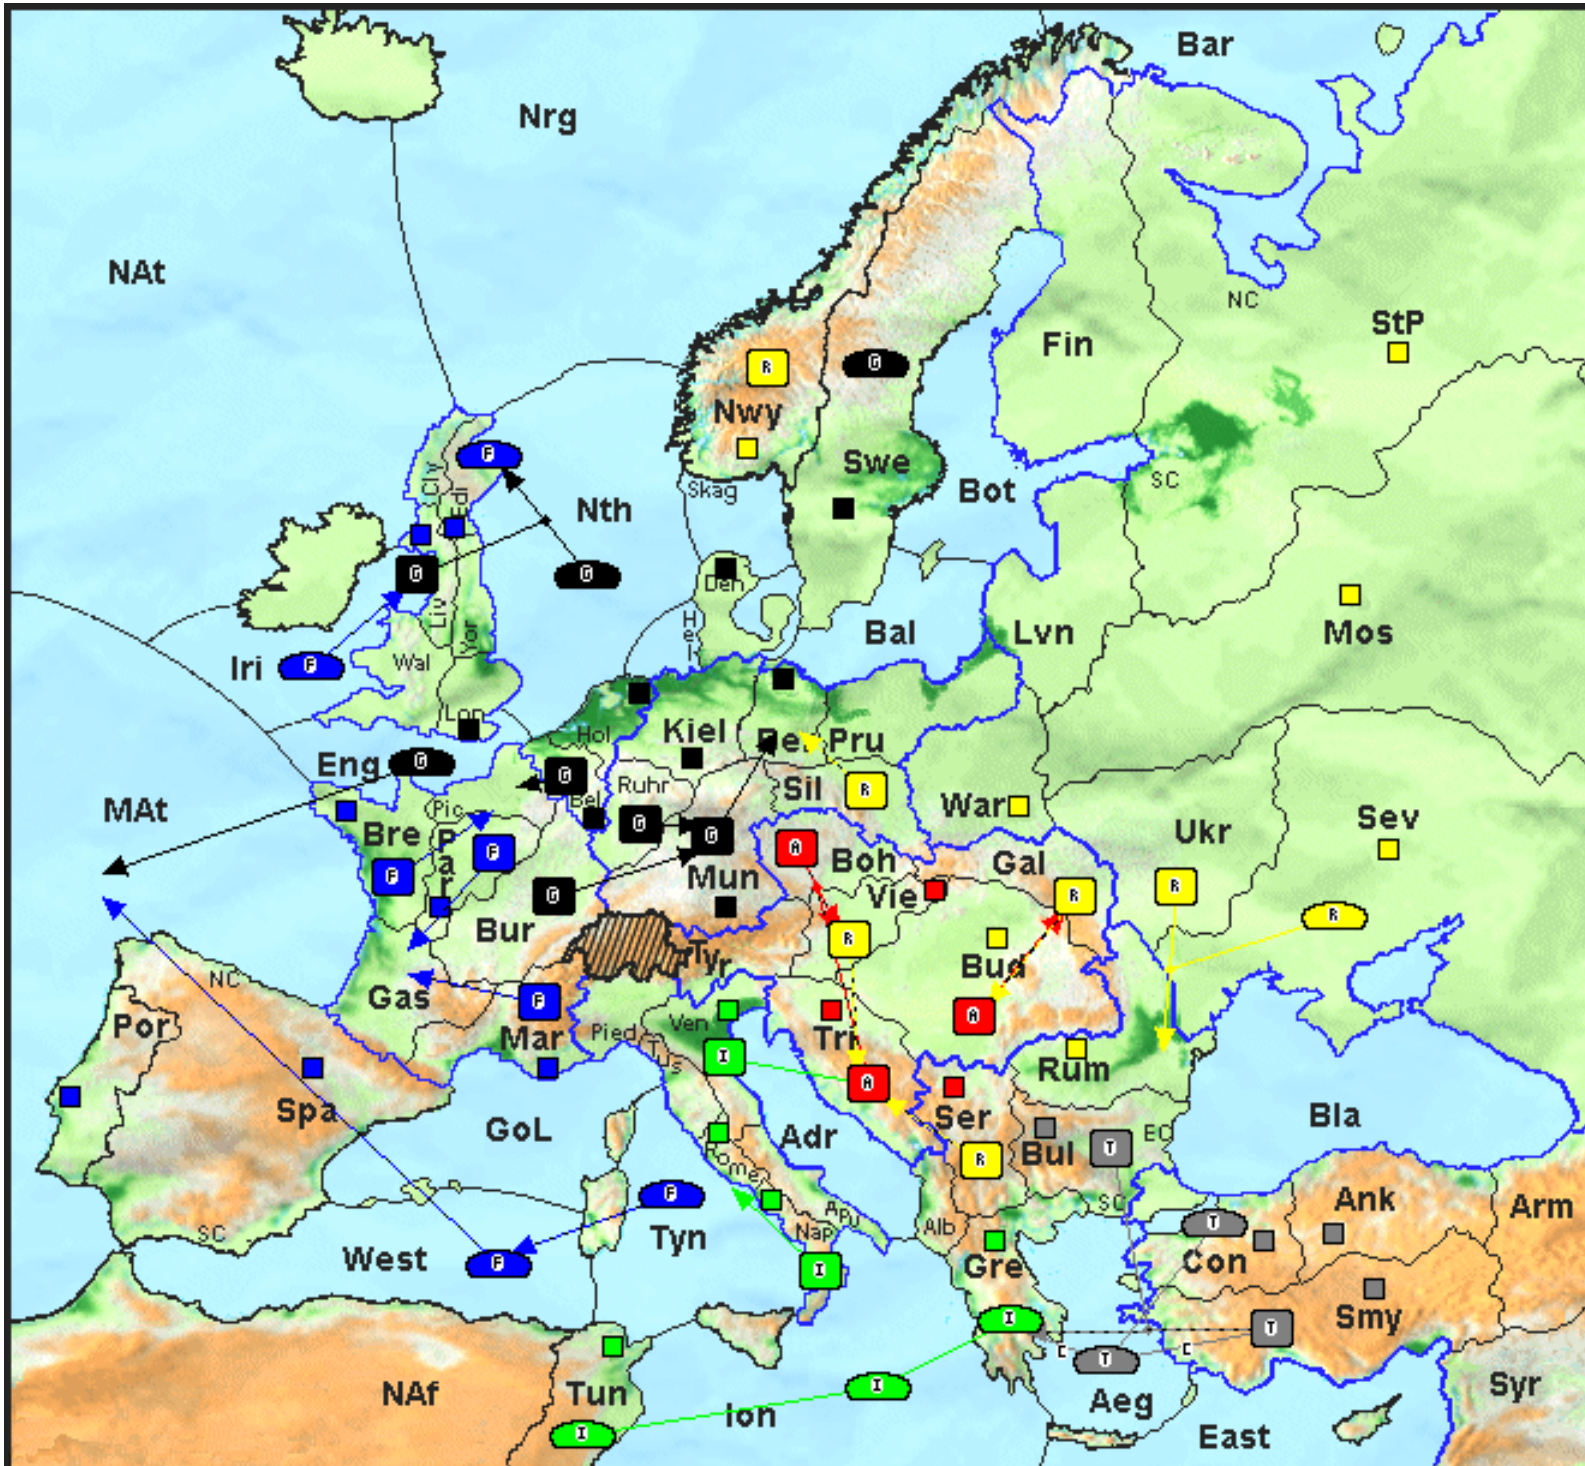 Bar
Nrg
NAt
NC
StP
Fin
R
G
Nwy
F
Swe
Cly
Edi
Skag
Bot
SC
Nth
G
G
Den
Mos
Liv
Yor
Hel
Bal
Lvn
Iri
F
Wal
Lon
Hol
Kiel
Ber
Pru
Eng
G
G
Ruhr
Sil
R
War
MAt
Pic
Bel
Ukr
Sev
Bre
Par
F
F
G
G
A
Boh
Gal
Mun
Vie
R
R
R
G
Bur
R
Tyr
Bud
NC
Gas
F
A
Por
Mar
Pied
Ven
Tus
Tri
I
A
Rum
Spa
GoL
Adr
Ser
Bla
Rome
R
Bul
T
EC
SC
F
Tyn
Apu
Nap
Alb
SC
Ank
Arm
West
F
I
Gre
T
Con
Smy
I
T
C
T
C
NAf
Tun
I
I
Ion
Aeg
Syr
East